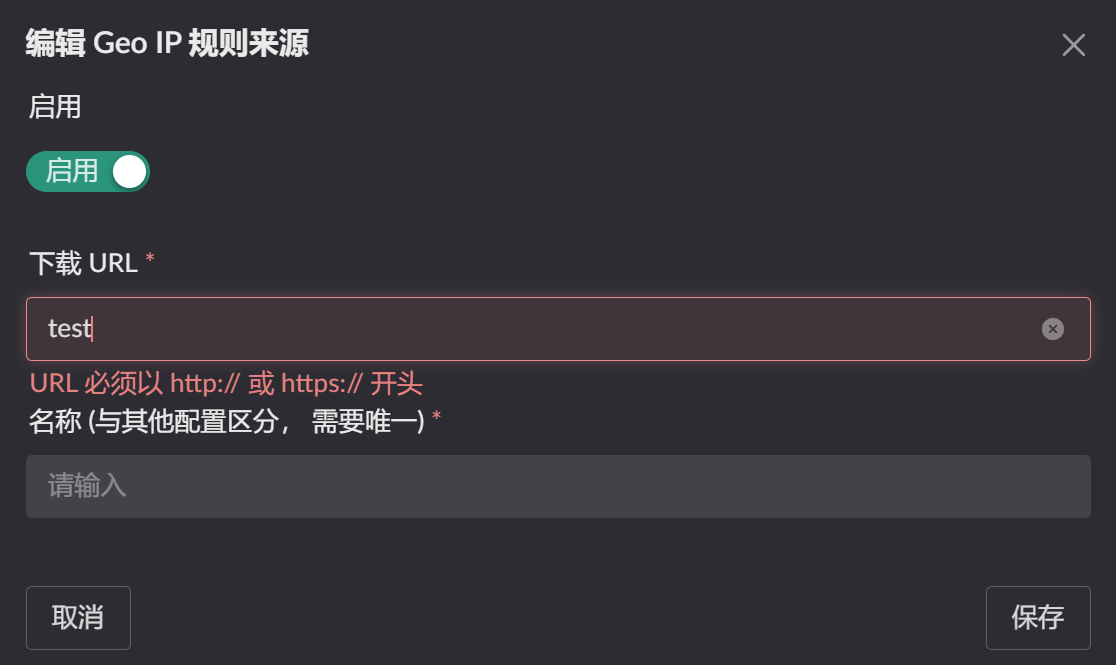 编辑 Geo IP 规则来源
启用
启用
下载 URL *
test
URL 必须以 http:// 或 https:// 开头
名称 (与其他配置区分， 需要唯一) *
请输入
取消
保存